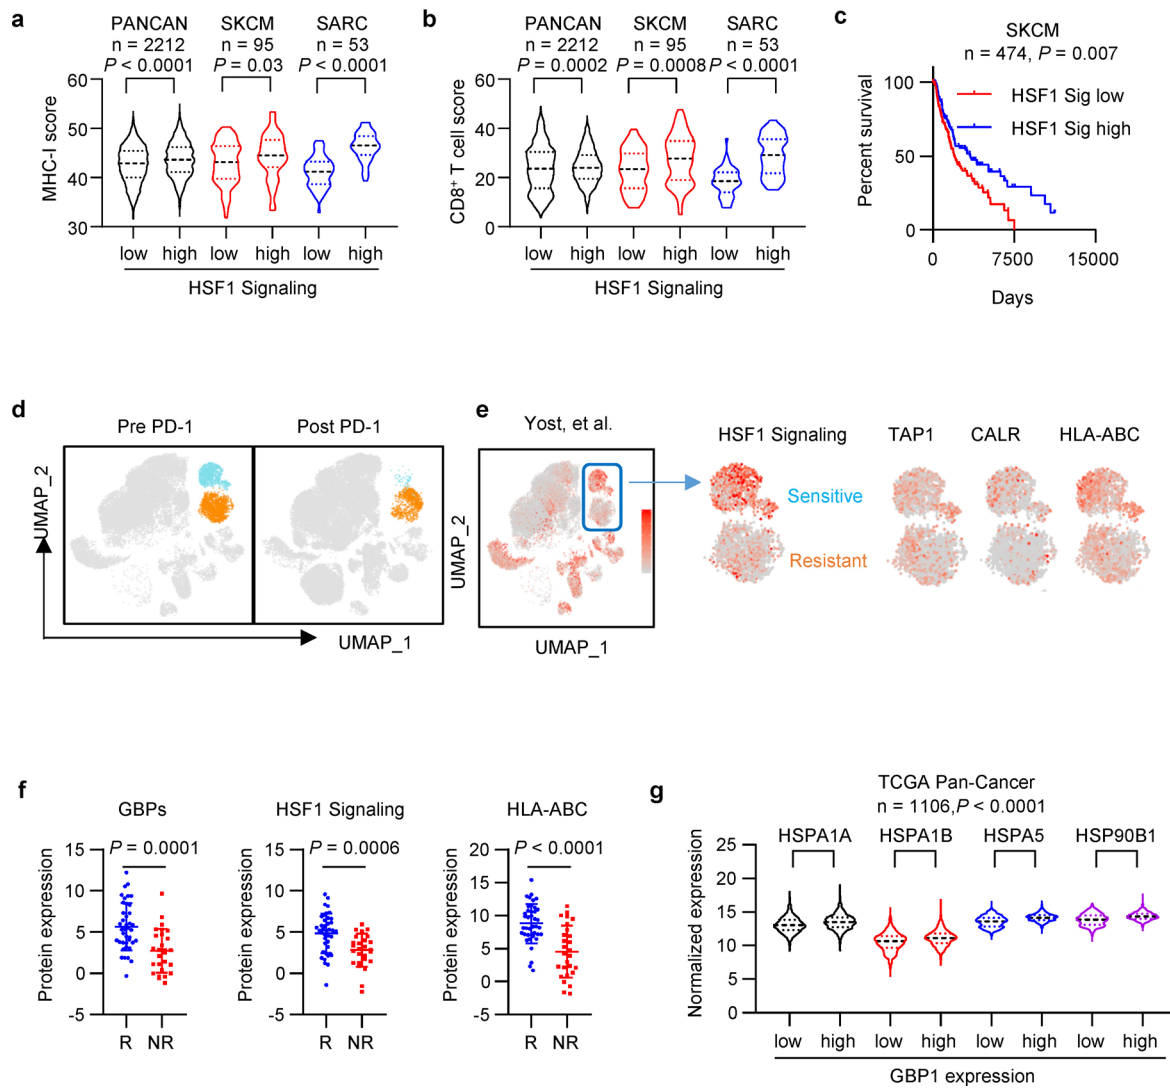 a
PANCAN SKCM SARC
n = 2212 n = 95 n = 53
P < 0.0001 P = 0.03 P < 0.0001
MHC-I score
60
50
40
30
low high low high low high
HSF1 Signaling
b
PANCAN SKCM SARC
n = 2212 n = 95 n = 53
P = 0.0002 P = 0.0008 P < 0.0001
CD8⁺ T cell score
60
40
20
0
low high low high low high
HSF1 Signaling
c
SKCM
n = 474, P = 0.007
HSF1 Sig low
HSF1 Sig high
Percent survival
100
50
0
0 7500 15000
Days
d
Pre PD-1 Post PD-1
UMAP_2
UMAP_1
e
Yost, et al.
UMAP_2
UMAP_1
HSF1 Signaling TAP1 CALR HLA-ABC
Sensitive
Resistant
f
GBPs
P = 0.0001
Protein expression
15
10
5
0
-5
R NR
HSF1 Signaling
P = 0.0006
Protein expression
15
10
5
0
-5
R NR
HLA-ABC
P < 0.0001
Protein expression
20
15
10
5
0
-5
R NR
g
TCGA Pan-Cancer
n = 1106,P < 0.0001
HSPA1A HSPA1B HSPA5 HSP90B1
Normalized expression
25
20
15
10
5
0
low high low high low high low high
GBP1 expression